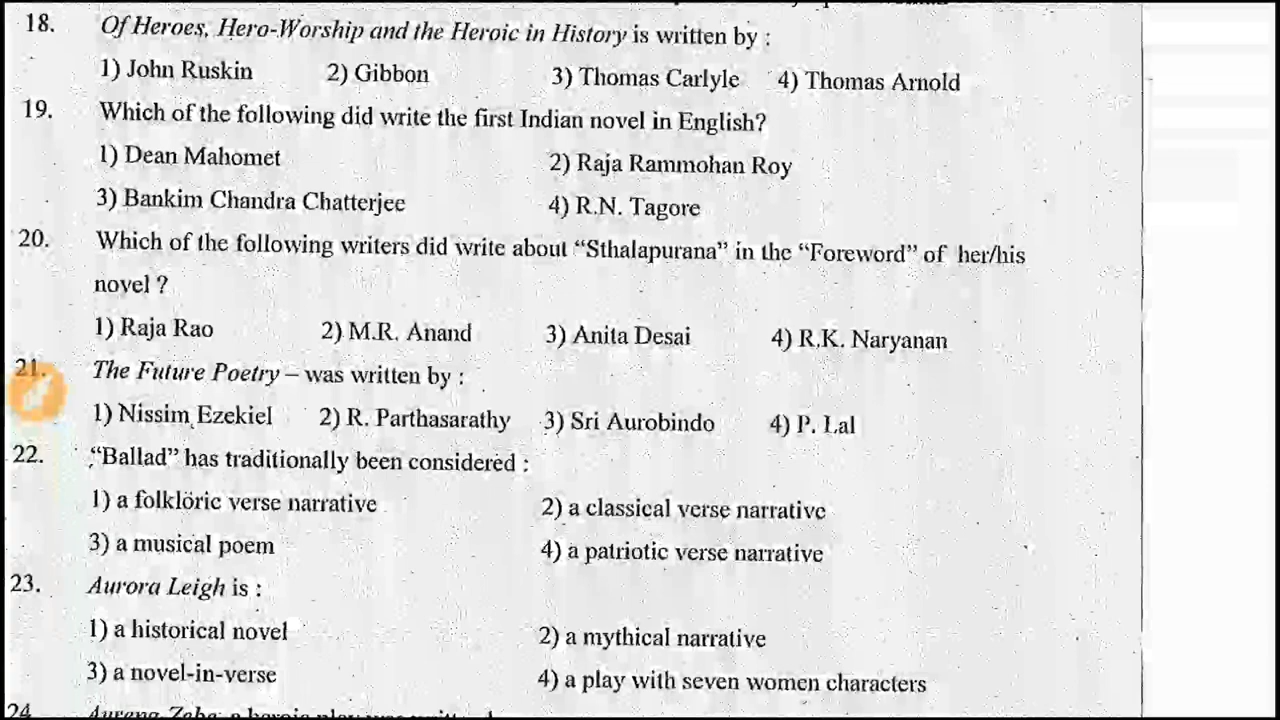 18. Of Heroes, Hero-Worship and the Heroic in History is written by :
1) John Ruskin 2) Gibbon 3) Thomas Carlyle 4) Thomas Arnold
19. Which of the following did write the first Indian novel in English?
1) Dean Mahomet 2) Raja Rammohan Roy
3) Bankim Chandra Chatterjee 4) R.N. Tagore
20. Which of the following writers did write about “Sthalapurana” in the “Foreword” of her/his
novel ?
1) Raja Rao 2) M.R. Anand 3) Anita Desai 4) R.K. Naryanan
21. The Future Poetry – was written by :
1) Nissim Ezekiel 2) R. Parthasarathy 3) Sri Aurobindo 4) P. Lal
22. “Ballad” has traditionally been considered :
1) a folkloric verse narrative 2) a classical verse narrative
3) a musical poem 4) a patriotic verse narrative
23. Aurora Leigh is :
1) a historical novel 2) a mythical narrative
3) a novel-in-verse 4) a play with seven women characters
24